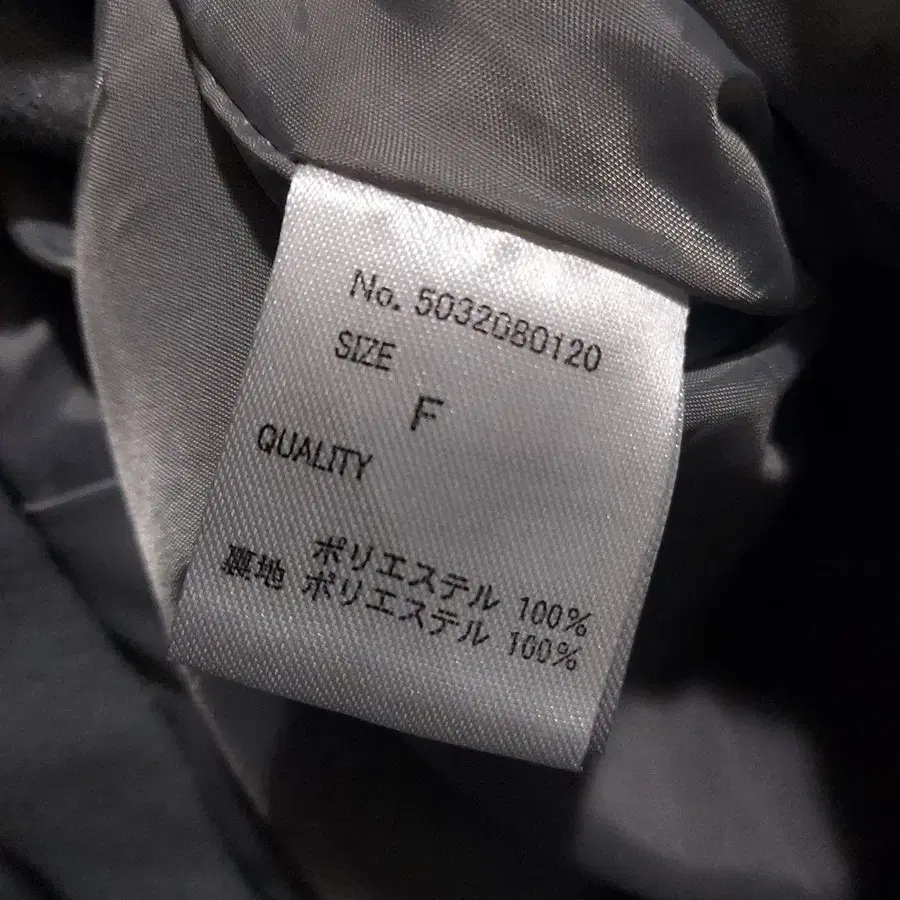 No. 5032080120
SIZE
F
QUALITY
ポリエステル 100%
裏地 ポリエステル 100%